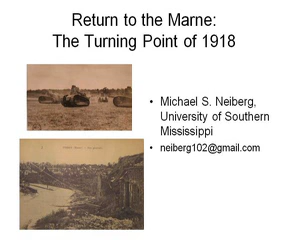 Return to the Marne:
The Turning Point of 1918
• Michael S. Neiberg,
University of Southern
Mississippi
• neiberg102@gmail.com